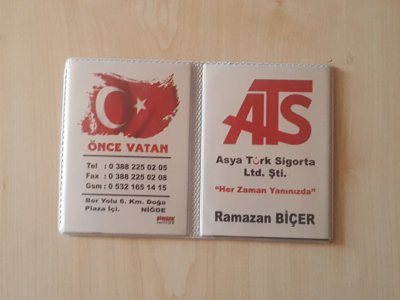 ÖNCE VATAN
Tel : 0 388 225 02 05
Fax : 0 388 225 02 08
Gsm : 0 532 165 14 15
Bor Yolu 6. Km. Doğa
Plaza İçi. NİĞDE
ATS
Asya Türk Sigorta
Ltd. Şti.
"Her Zaman Yanınızda"
Ramazan BİÇER